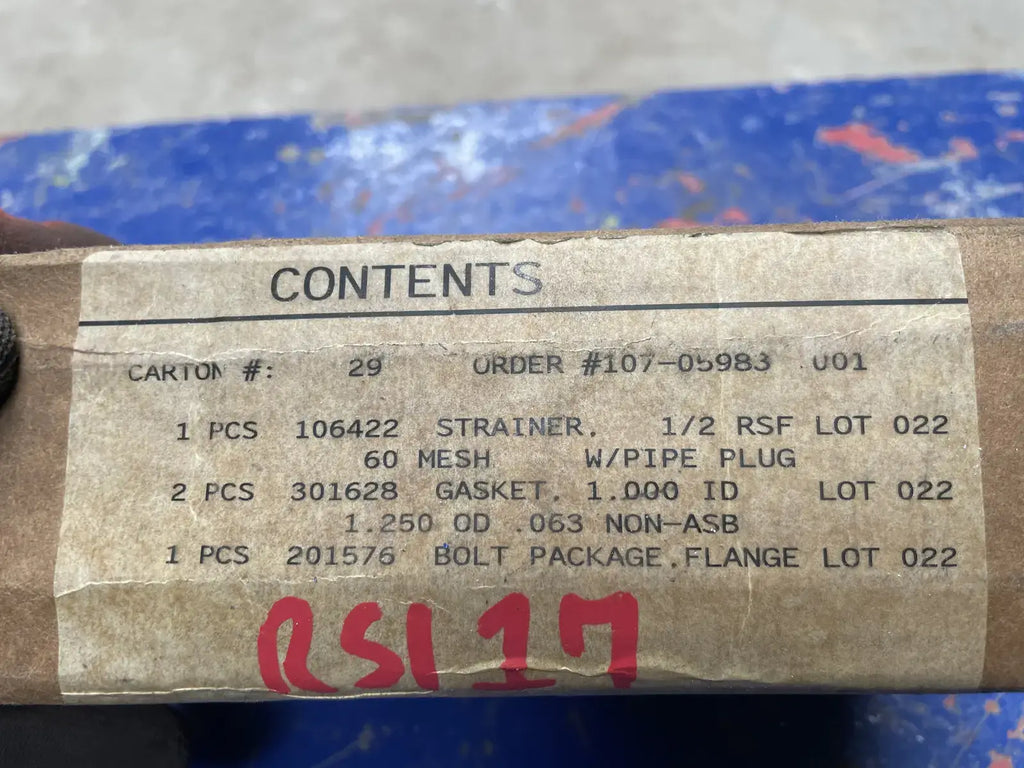 CONTENTS
CARTON #: 29 ORDER #107-05983 001
1 PCS 106422 STRAINER, 1/2 RSF LOT 022
60 MESH W/PIPE PLUG
2 PCS 301628 GASKET, 1.000 ID LOT 022
1.250 OD .063 NON-ASB
1 PCS 201576 BOLT PACKAGE,FLANGE LOT 022
RSI 17